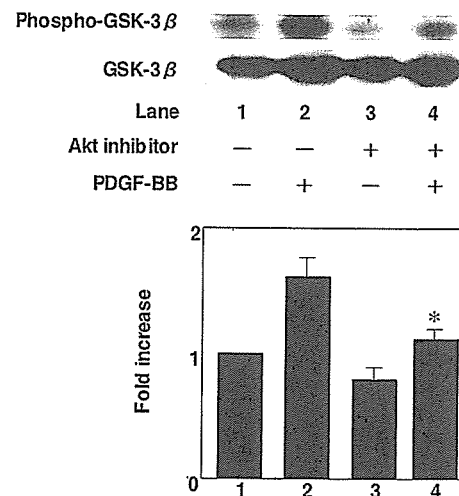 Phospho-GSK-3β
GSK-3β
Lane 1 2 3 4
Akt inhibitor − − + +
PDGF-BB − + − +
2
1
0
Fold increase
*
1 2 3 4